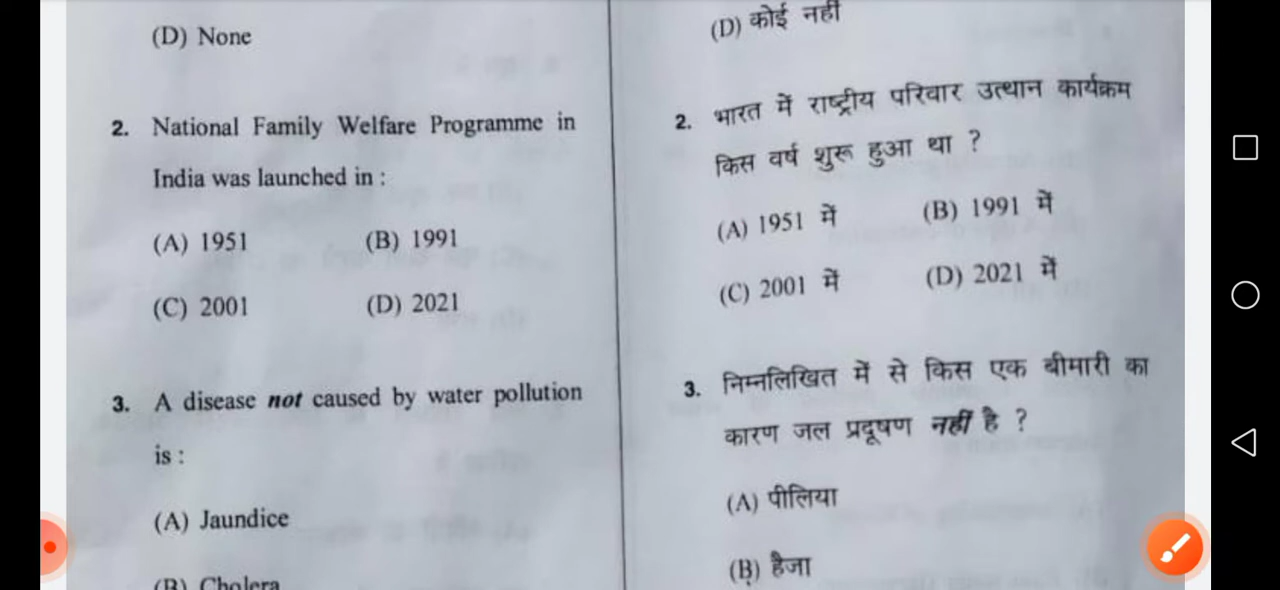 (D) None
2. National Family Welfare Programme in
India was launched in :
(A) 1951 (B) 1991
(C) 2001 (D) 2021
3. A disease not caused by water pollution
is :
(A) Jaundice
(B) Cholera
(D) कोई नहीं
2. भारत में राष्ट्रीय परिवार उत्थान कार्यक्रम
किस वर्ष शुरू हुआ था ?
(A) 1951 में (B) 1991 में
(C) 2001 में (D) 2021 में
3. निम्नलिखित में से किस एक बीमारी का
कारण जल प्रदूषण नहीं है ?
(A) पीलिया
(B) हैजा